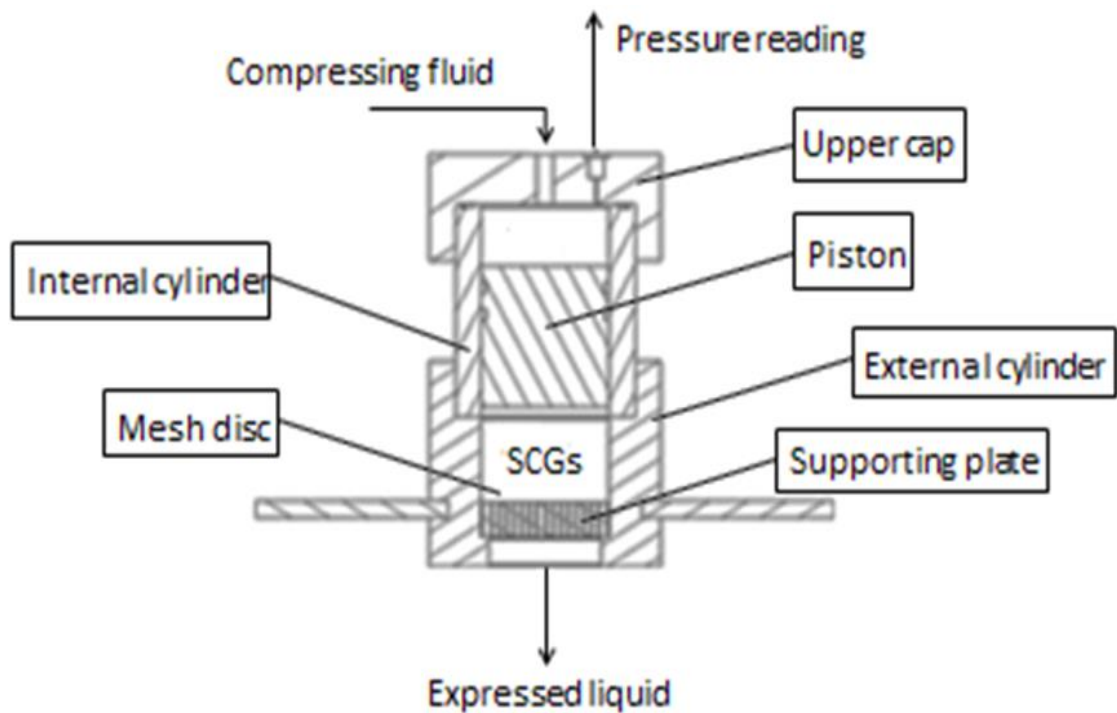 Pressure reading
Compressing fluid
Upper cap
Internal cylinder
Piston
External cylinder
Mesh disc
SCGs
Supporting plate
Expressed liquid